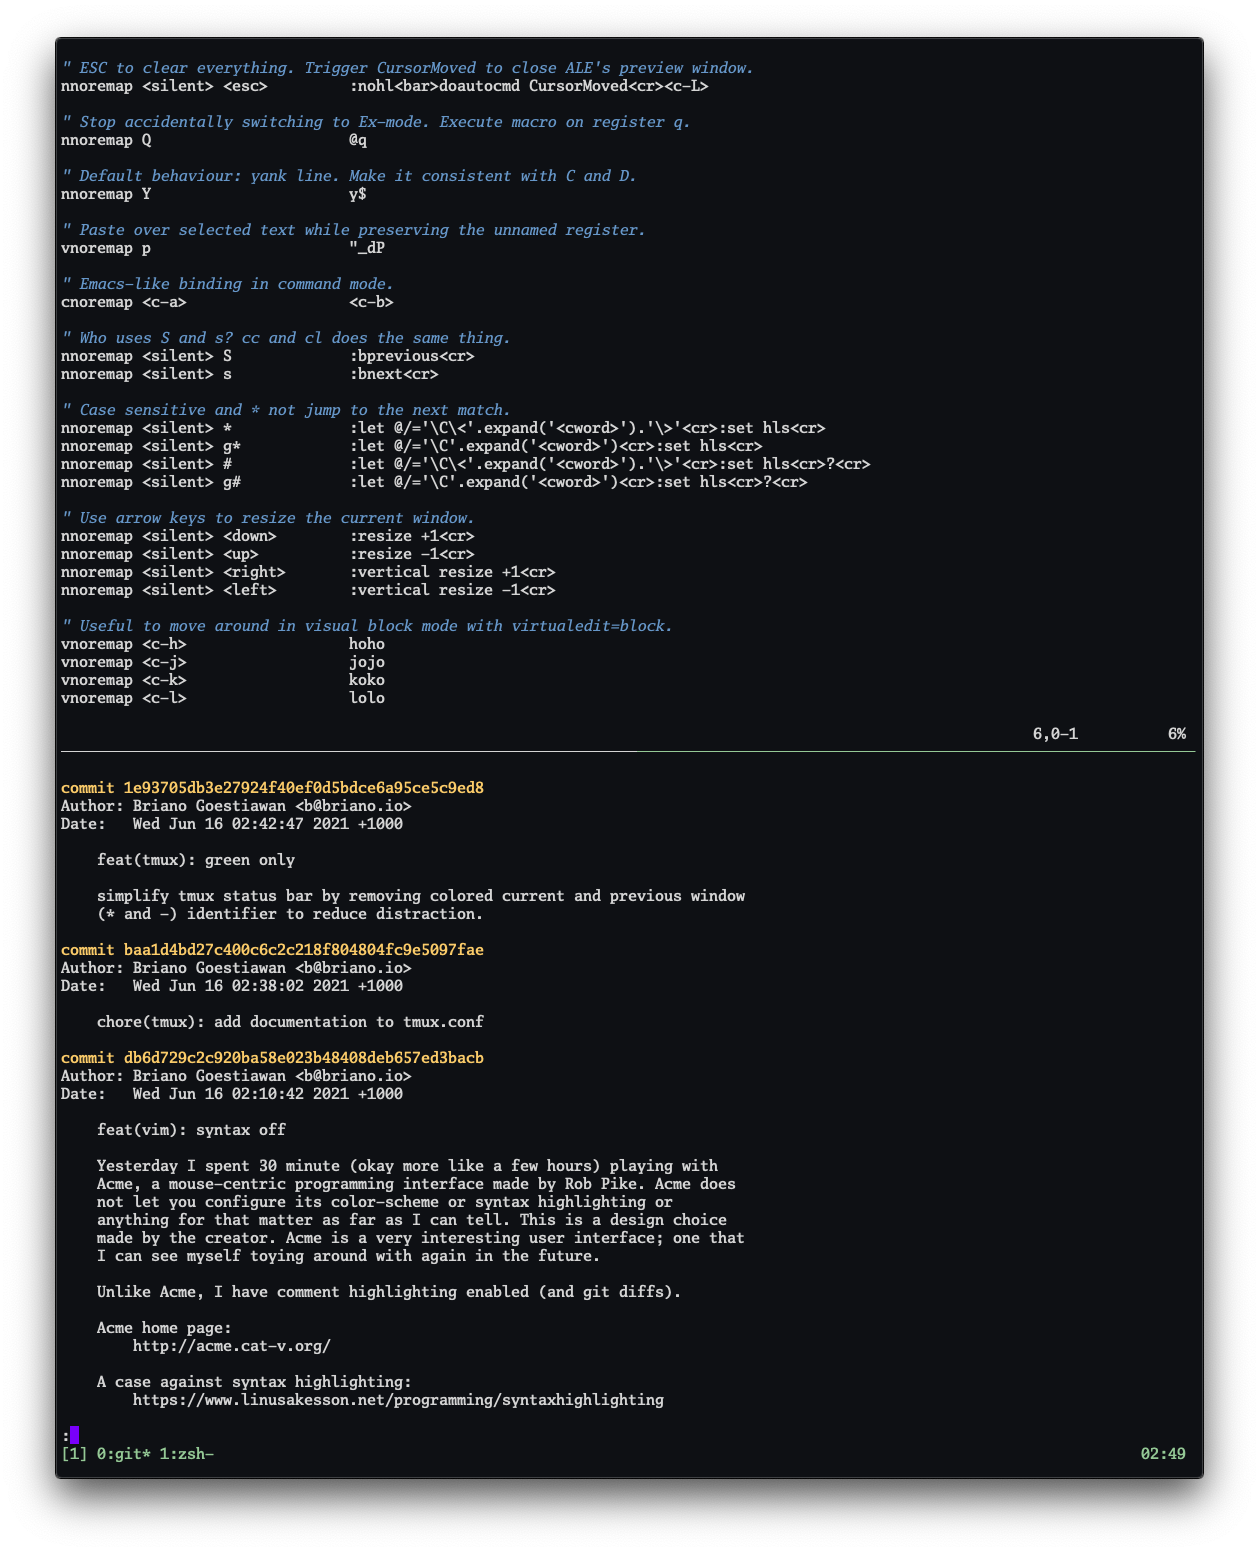 " ESC to clear everything. Trigger CursorMoved to close ALE's preview window.
nnoremap <silent> <esc>         :nohl<bar>doautocmd CursorMoved<cr><c-L>
" Stop accidentally switching to Ex-mode. Execute macro on register q.
nnoremap Q                      @q
" Default behaviour: yank line. Make it consistent with C and D.
nnoremap Y                      y$
" Paste over selected text while preserving the unnamed register.
vnoremap p                      "_dP
" Emacs-like binding in command mode.
cnoremap <c-a>                  <c-b>
" Who uses S and s? cc and cl does the same thing.
nnoremap <silent> S             :bprevious<cr>
nnoremap <silent> s             :bnext<cr>
" Case sensitive and * not jump to the next match.
nnoremap <silent> *             :let @/='\C\<'.expand('<cword>').'\>'<cr>:set hls<cr>
nnoremap <silent> g*            :let @/='\C'.expand('<cword>')<cr>:set hls<cr>
nnoremap <silent> #             :let @/='\C\<'.expand('<cword>').'\>'<cr>:set hls<cr>?<cr>
nnoremap <silent> g#            :let @/='\C'.expand('<cword>')<cr>:set hls<cr>?<cr>
" Use arrow keys to resize the current window.
nnoremap <silent> <down>        :resize +1<cr>
nnoremap <silent> <up>          :resize -1<cr>
nnoremap <silent> <right>       :vertical resize +1<cr>
nnoremap <silent> <left>        :vertical resize -1<cr>
" Useful to move around in visual block mode with virtualedit=block.
vnoremap <c-h>                  hoho
vnoremap <c-j>                  jojo
vnoremap <c-k>                  koko
vnoremap <c-l>                  lolo
6,0-1          6%
commit 1e93705db3e27924f40ef0d5bdce6a95ce5c9ed8
Author: Briano Goestiawan <b@briano.io>
Date:   Wed Jun 16 02:42:47 2021 +1000
feat(tmux): green only
simplify tmux status bar by removing colored current and previous window
(* and -) identifier to reduce distraction.
commit baa1d4bd27c400c6c2c218f804804fc9e5097fae
Author: Briano Goestiawan <b@briano.io>
Date:   Wed Jun 16 02:38:02 2021 +1000
chore(tmux): add documentation to tmux.conf
commit db6d729c2c920ba58e023b48408deb657ed3bacb
Author: Briano Goestiawan <b@briano.io>
Date:   Wed Jun 16 02:10:42 2021 +1000
feat(vim): syntax off
Yesterday I spent 30 minute (okay more like a few hours) playing with
Acme, a mouse-centric programming interface made by Rob Pike. Acme does
not let you configure its color-scheme or syntax highlighting or
anything for that matter as far as I can tell. This is a design choice
made by the creator. Acme is a very interesting user interface; one that
I can see myself toying around with again in the future.
Unlike Acme, I have comment highlighting enabled (and git diffs).
Acme home page:
http://acme.cat-v.org/
A case against syntax highlighting:
https://www.linusakesson.net/programming/syntaxhighlighting
:
[1] 0:git* 1:zsh-          02:49